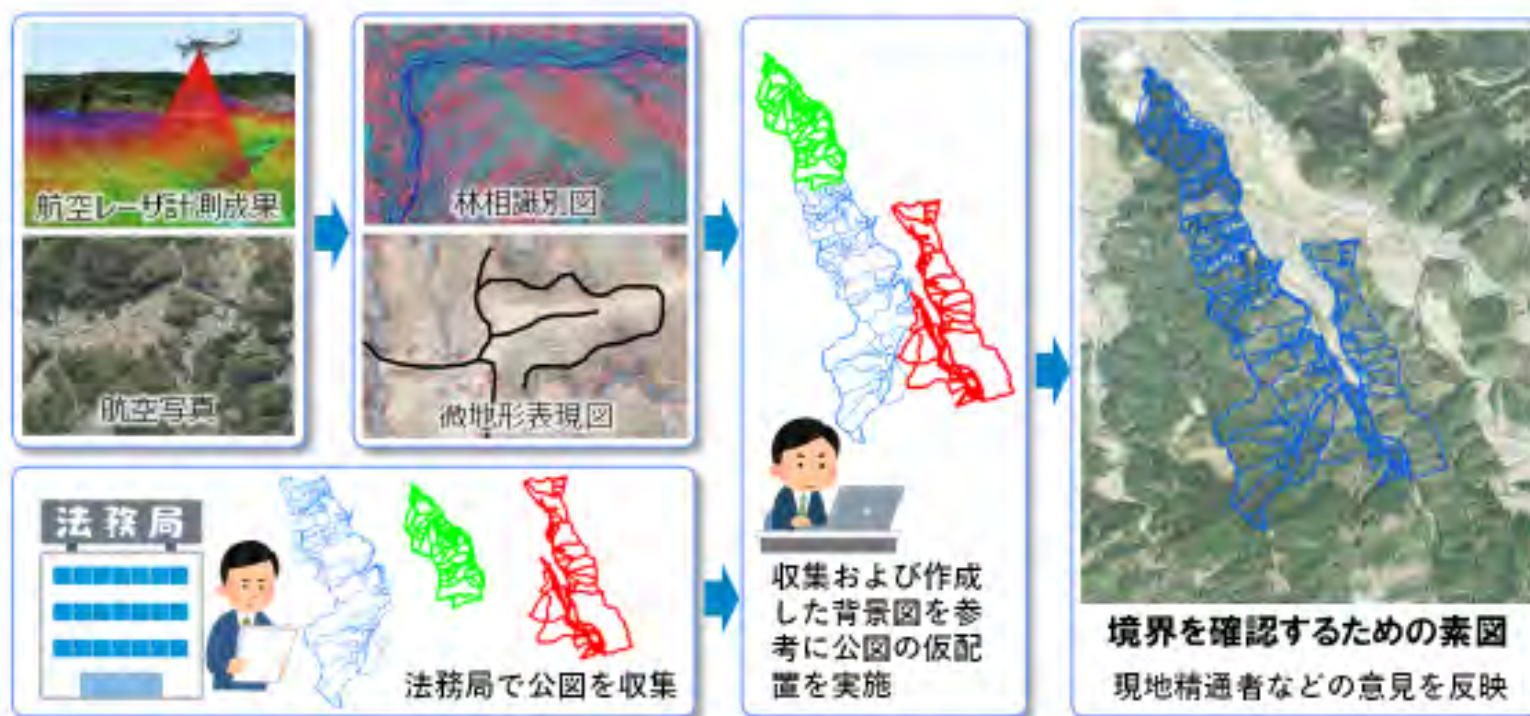 航空レーザ計測成果
航空写真
林相識別図
微地形表現図
法務局
法務局で公図を収集
収集および作成
した背景図を参
考に公図の仮配
置を実施
境界を確認するための素図
現地精通者などの意見を反映